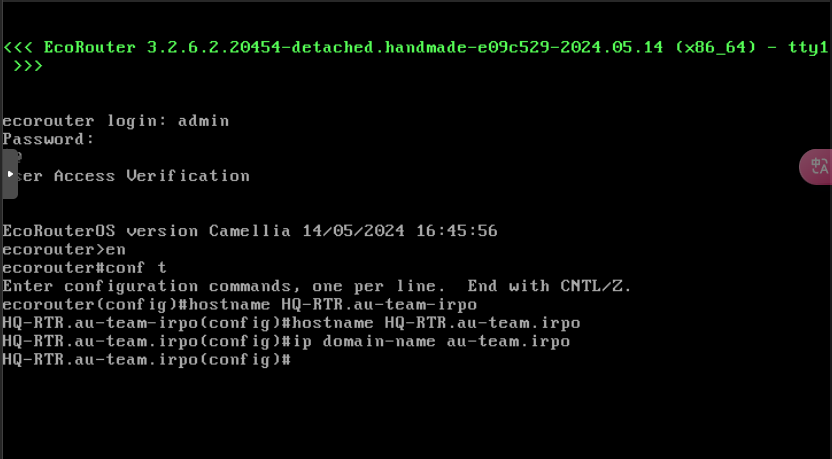 <<< EcoRouter 3.2.6.2.20454-detached.handmade-e09c529-2024.05.14 (x86_64) - tty1
>>>
ecorouter login: admin
Password:
Access Verification
EcoRouterOS version Camellia 14/05/2024 16:45:56
ecorouter>en
ecorouter#conf t
Enter configuration commands, one per line.  End with CNTL/Z.
ecorouter(config)#hostname HQ-RTR.au-team-irpo
HQ-RTR.au-team-irpo(config)#hostname HQ-RTR.au-team.irpo
HQ-RTR.au-team.irpo(config)#ip domain-name au-team.irpo
HQ-RTR.au-team.irpo(config)#